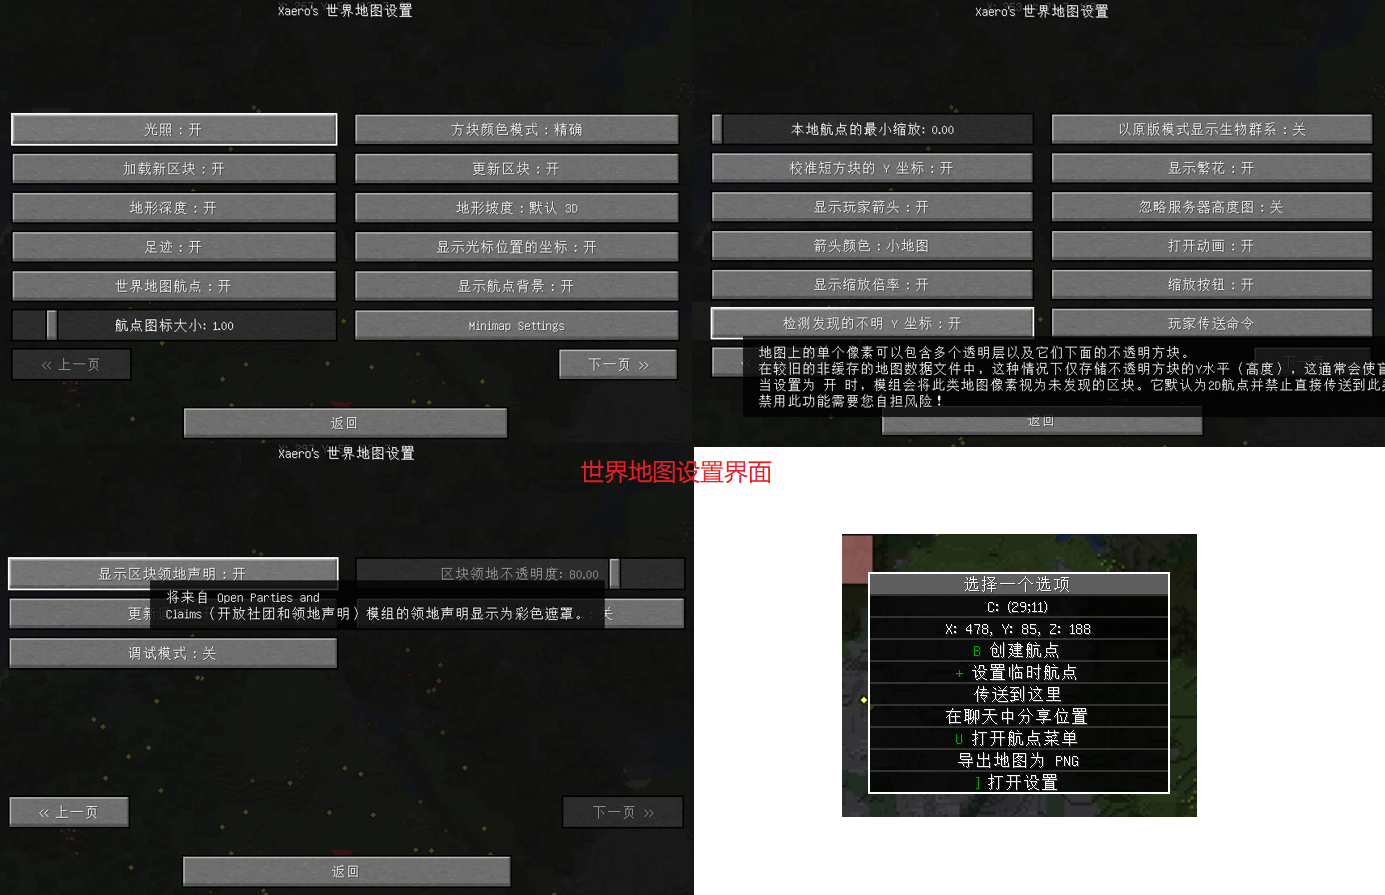 Xaero's 世界地图设置
光照：开
方块颜色模式：精确
加载新区块：开
更新区块：开
地形深度：开
地形坡度：默认 3D
足迹：开
显示光标位置的坐标：开
世界地图航点：开
显示航点背景：开
航点图标大小: 1.00
Minimap Settings
<< 上一页
下一页 >>
返回
Xaero's 世界地图设置
本地航点的最小缩放: 0.00
以原版模式显示生物群系：关
校准短方块的 Y 坐标：开
显示繁花：开
显示玩家箭头：开
忽略服务器高度图：关
箭头颜色：小地图
打开动画：开
显示缩放倍率：开
缩放按钮：开
检测发现的不明 Y 坐标：开
玩家传送命令
地图上的单个像素可以包含多个透明层以及它们下面的不透明方块。
在较旧的非缓存的地图数据文件中，这种情况下仅存储不透明方块的Y水平（高度），这通常会使
当设置为 开 时，模组会将此类地图像素视为未发现的区块。它默认为2D航点并禁止直接传送到此
禁用此功能需要您自担风险！
下一页
返回
Xaero's 世界地图设置
世界地图设置界面
显示区块领地声明：开
区块领地不透明度: 80.00
将来自 Open Parties and
Claims（开放社团和领地声明）模组的领地声明显示为彩色遮罩。
更新
关
调试模式：关
<< 上一页
下一页 >>
返回
选择一个选项
C: (29;11)
X: 478, Y: 85, Z: 188
B 创建航点
+ 设置临时航点
传送到这里
在聊天中分享位置
U 打开航点菜单
导出地图为 PNG
] 打开设置